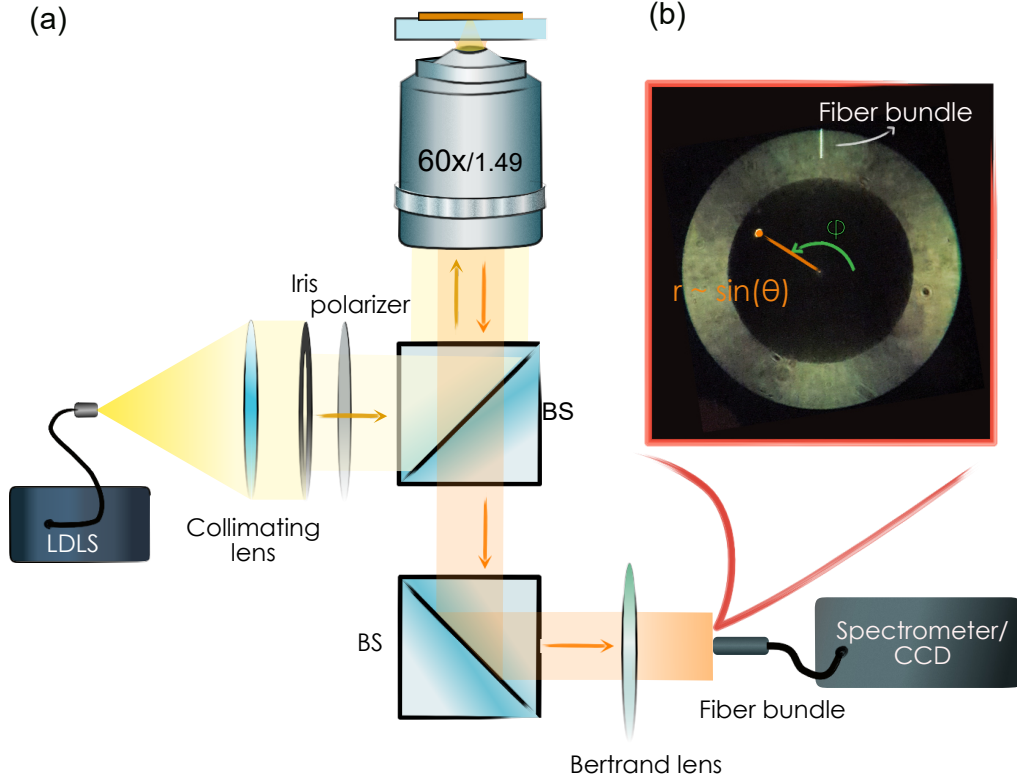 (a)
(b)
60x/1.49
Iris
polarizer
BS
LDLS
Collimating
lens
BS
Bertrand lens
Fiber bundle
Spectrometer/
CCD
Fiber bundle
φ
r – sin(θ)